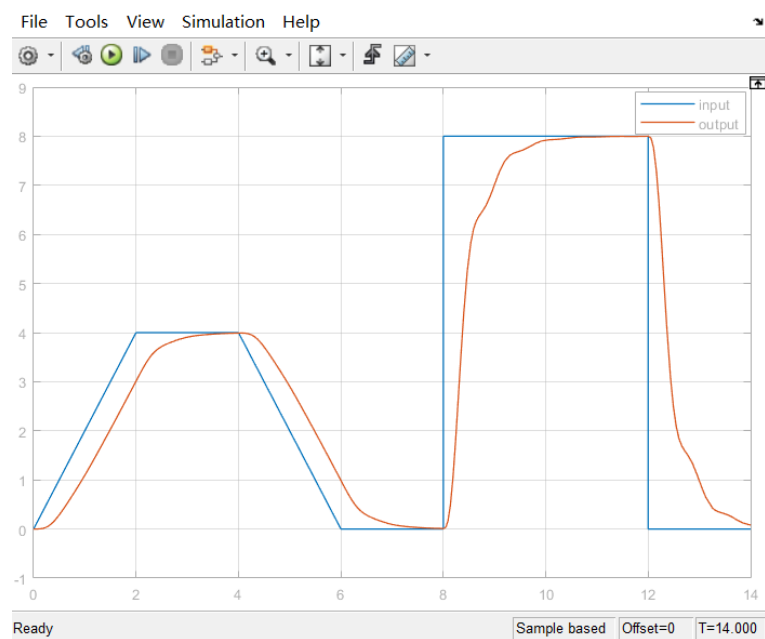 File Tools View Simulation Help
input
output
9
8
7
6
5
4
3
2
1
0
-1
0 2 4 6 8 10 12 14
Ready Sample based Offset=0 T=14.000